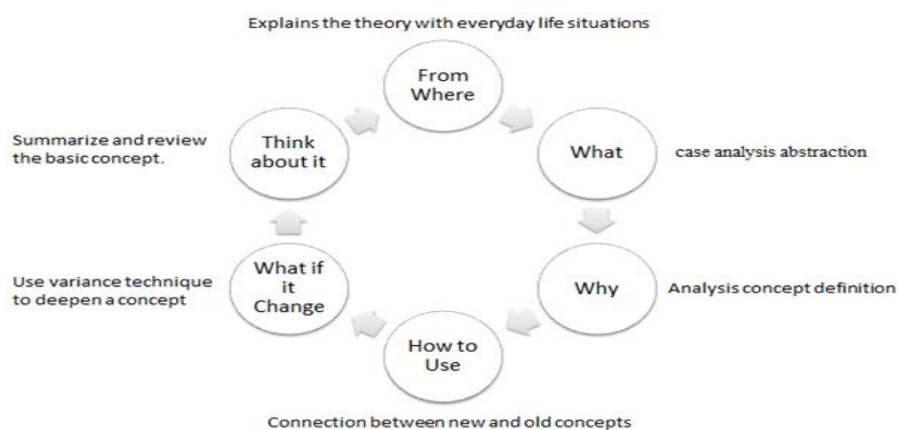 Explains the theory with everyday life situations
From
Where
What
case analysis abstraction
Why
Analysis concept definition
How to
Use
Connection between new and old concepts
What if
it
Change
Use variance technique
to deepen a concept
Think
about it
Summarize and review
the basic concept.